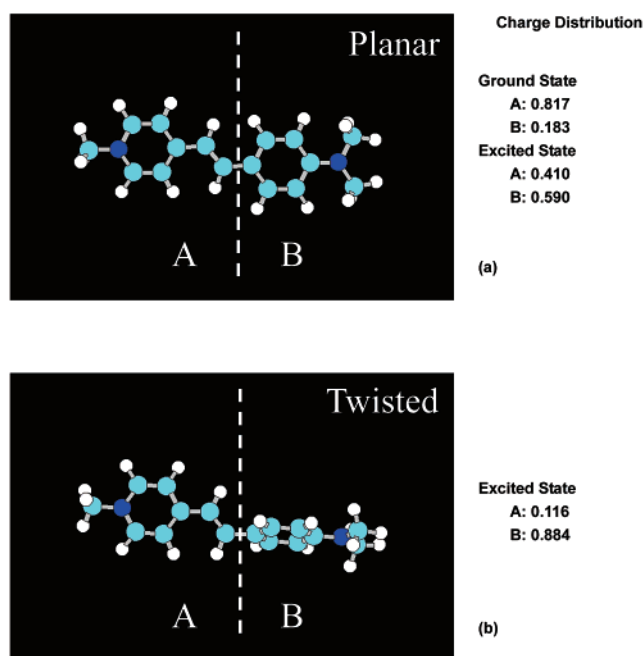 Charge Distribution
Planar
Ground State
A: 0.817
B: 0.183
Excited State
A: 0.410
B: 0.590
A
B
(a)
Twisted
Excited State
A: 0.116
B: 0.884
A
B
(b)